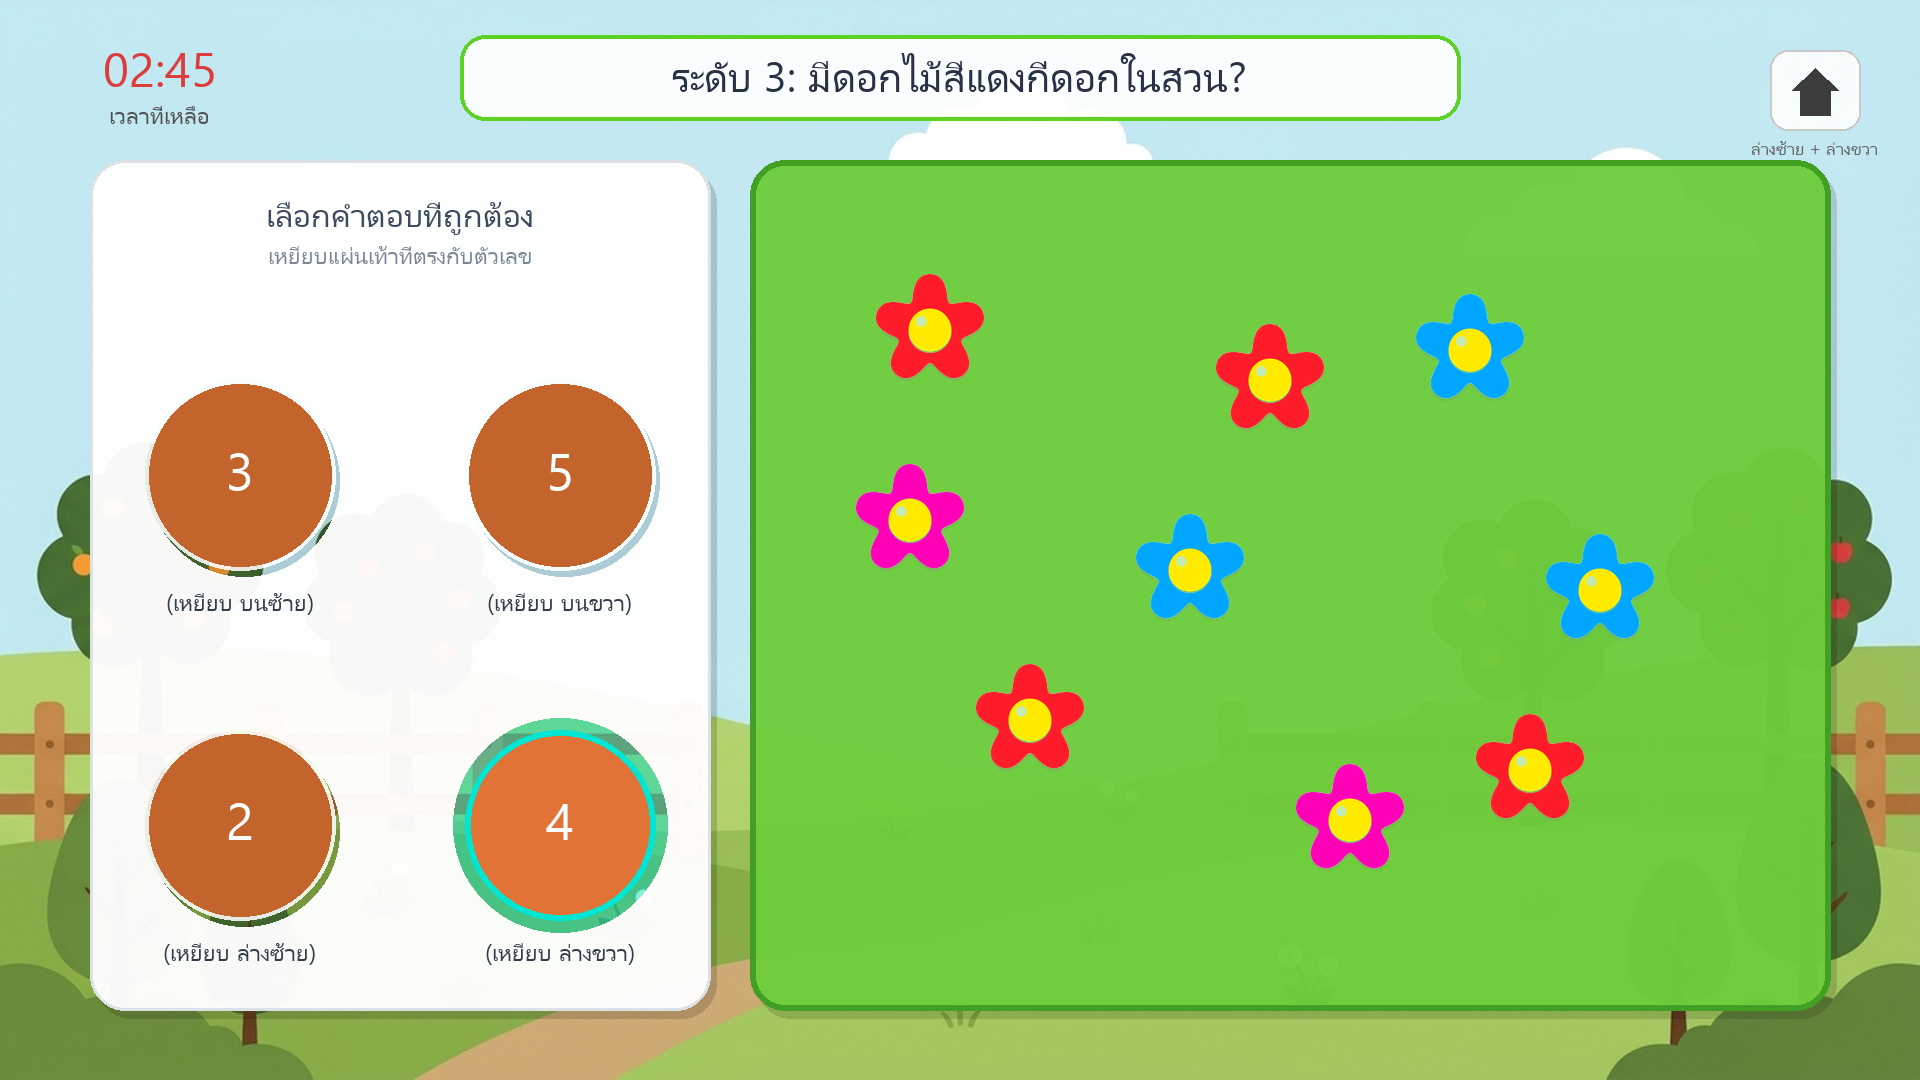 02:45
เวลาที่เหลือ
ระดับ 3: มีดอกไม้สีแดงกี่ดอกในสวน?
ล่างซ้าย + ล่างขวา
เลือกคำตอบที่ถูกต้อง
เหยียบแผ่นเท้าที่ตรงกับตัวเลข
3
5
(เหยียบ บนซ้าย)
(เหยียบ บนขวา)
2
4
(เหยียบ ล่างซ้าย)
(เหยียบ ล่างขวา)